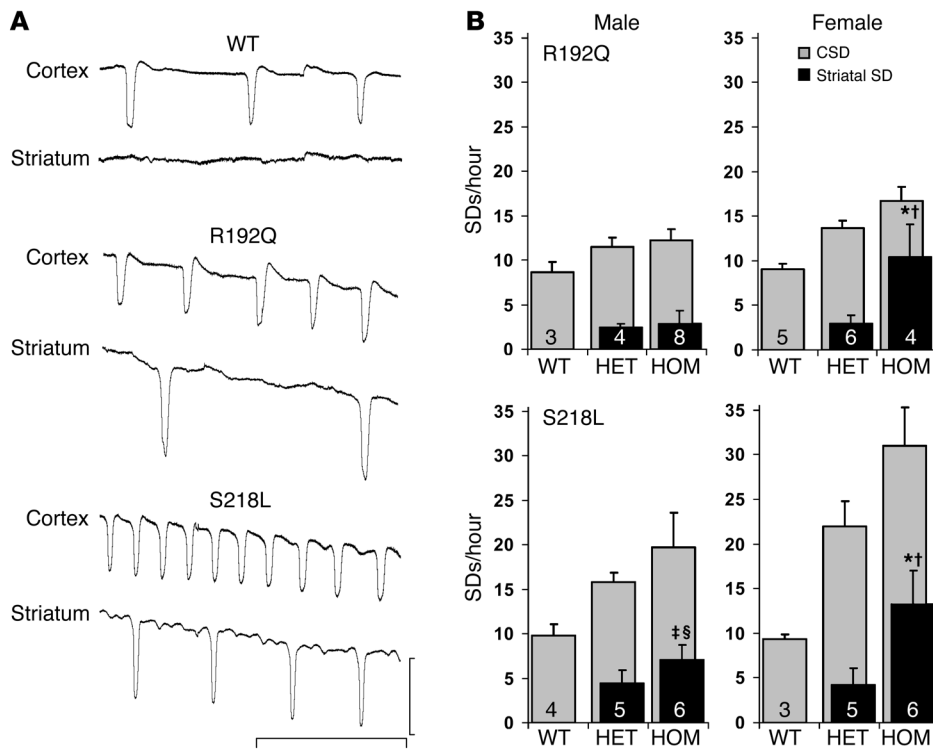 A
WT
Cortex
Striatum
R192Q
Cortex
Striatum
S218L
Cortex
Striatum
B
Male
Female
R192Q
SDs/hour
35
30
25
20
15
10
5
0
3
4
8
WT HET HOM
35
30
25
20
15
10
5
0
CSD
Striatal SD
*†
5
6
4
WT HET HOM
S218L
SDs/hour
35
30
25
20
15
10
5
0
‡§
4
5
6
WT HET HOM
35
30
25
20
15
10
5
0
*†
3
5
6
WT HET HOM